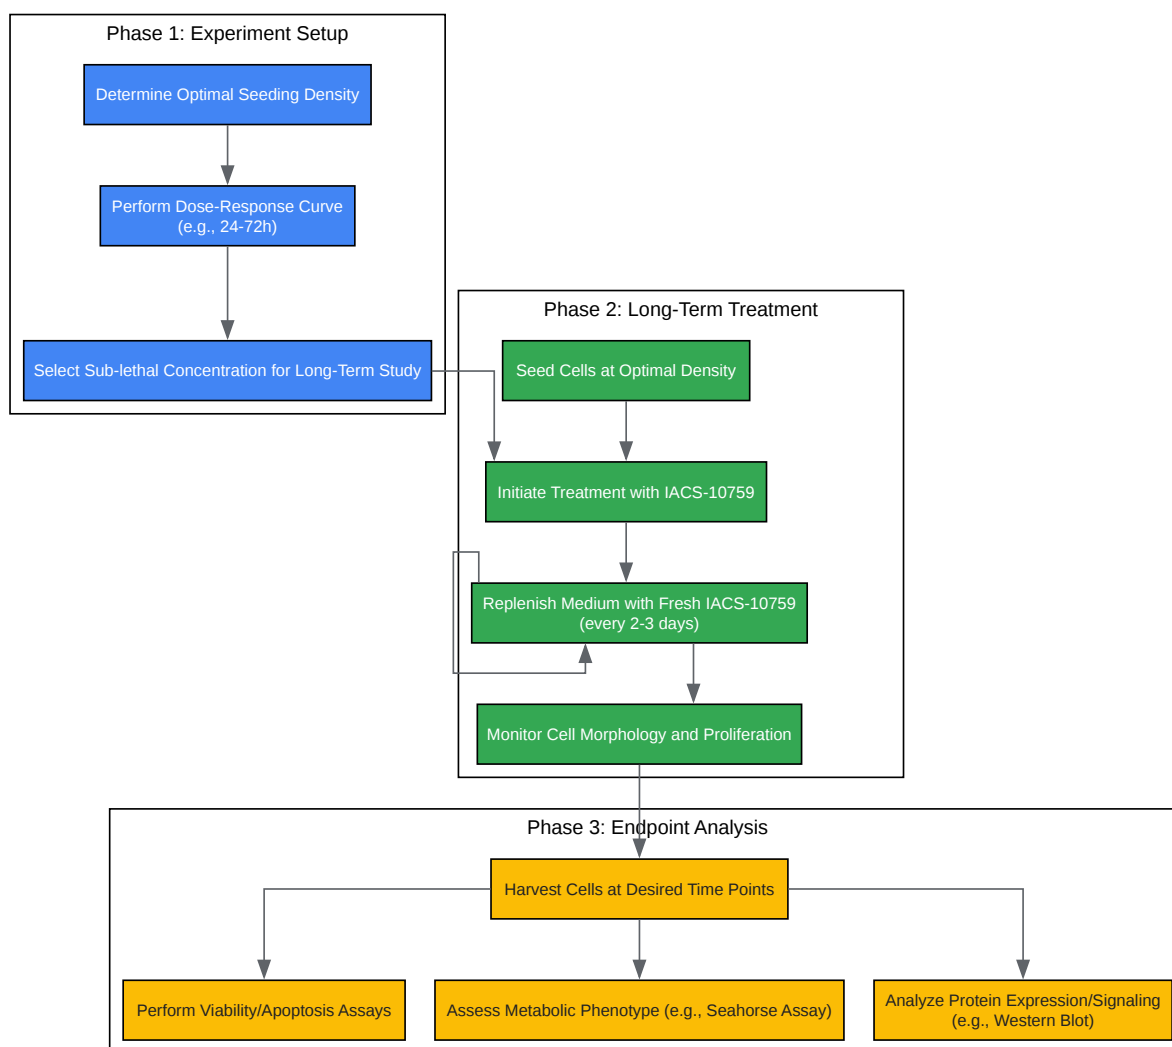 Phase 1: Experiment Setup
Determine Optimal Seeding Density
Perform Dose-Response Curve
(e.g., 24-72h)
Select Sub-lethal Concentration for Long-Term Study
Phase 2: Long-Term Treatment
Seed Cells at Optimal Density
Initiate Treatment with IACS-10759
Replenish Medium with Fresh IACS-10759
(every 2-3 days)
Monitor Cell Morphology and Proliferation
Phase 3: Endpoint Analysis
Harvest Cells at Desired Time Points
Perform Viability/Apoptosis Assays
Assess Metabolic Phenotype (e.g., Seahorse Assay)
Analyze Protein Expression/Signaling
(e.g., Western Blot)